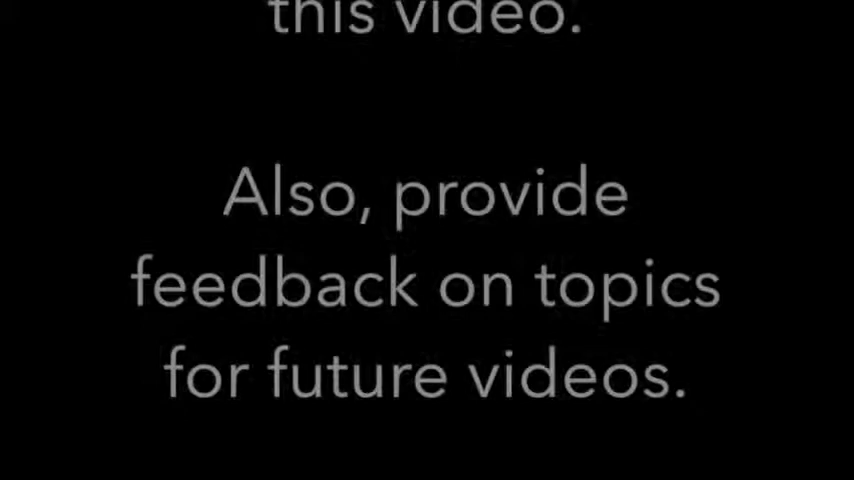 this video.
Also, provide
feedback on topics
for future videos.